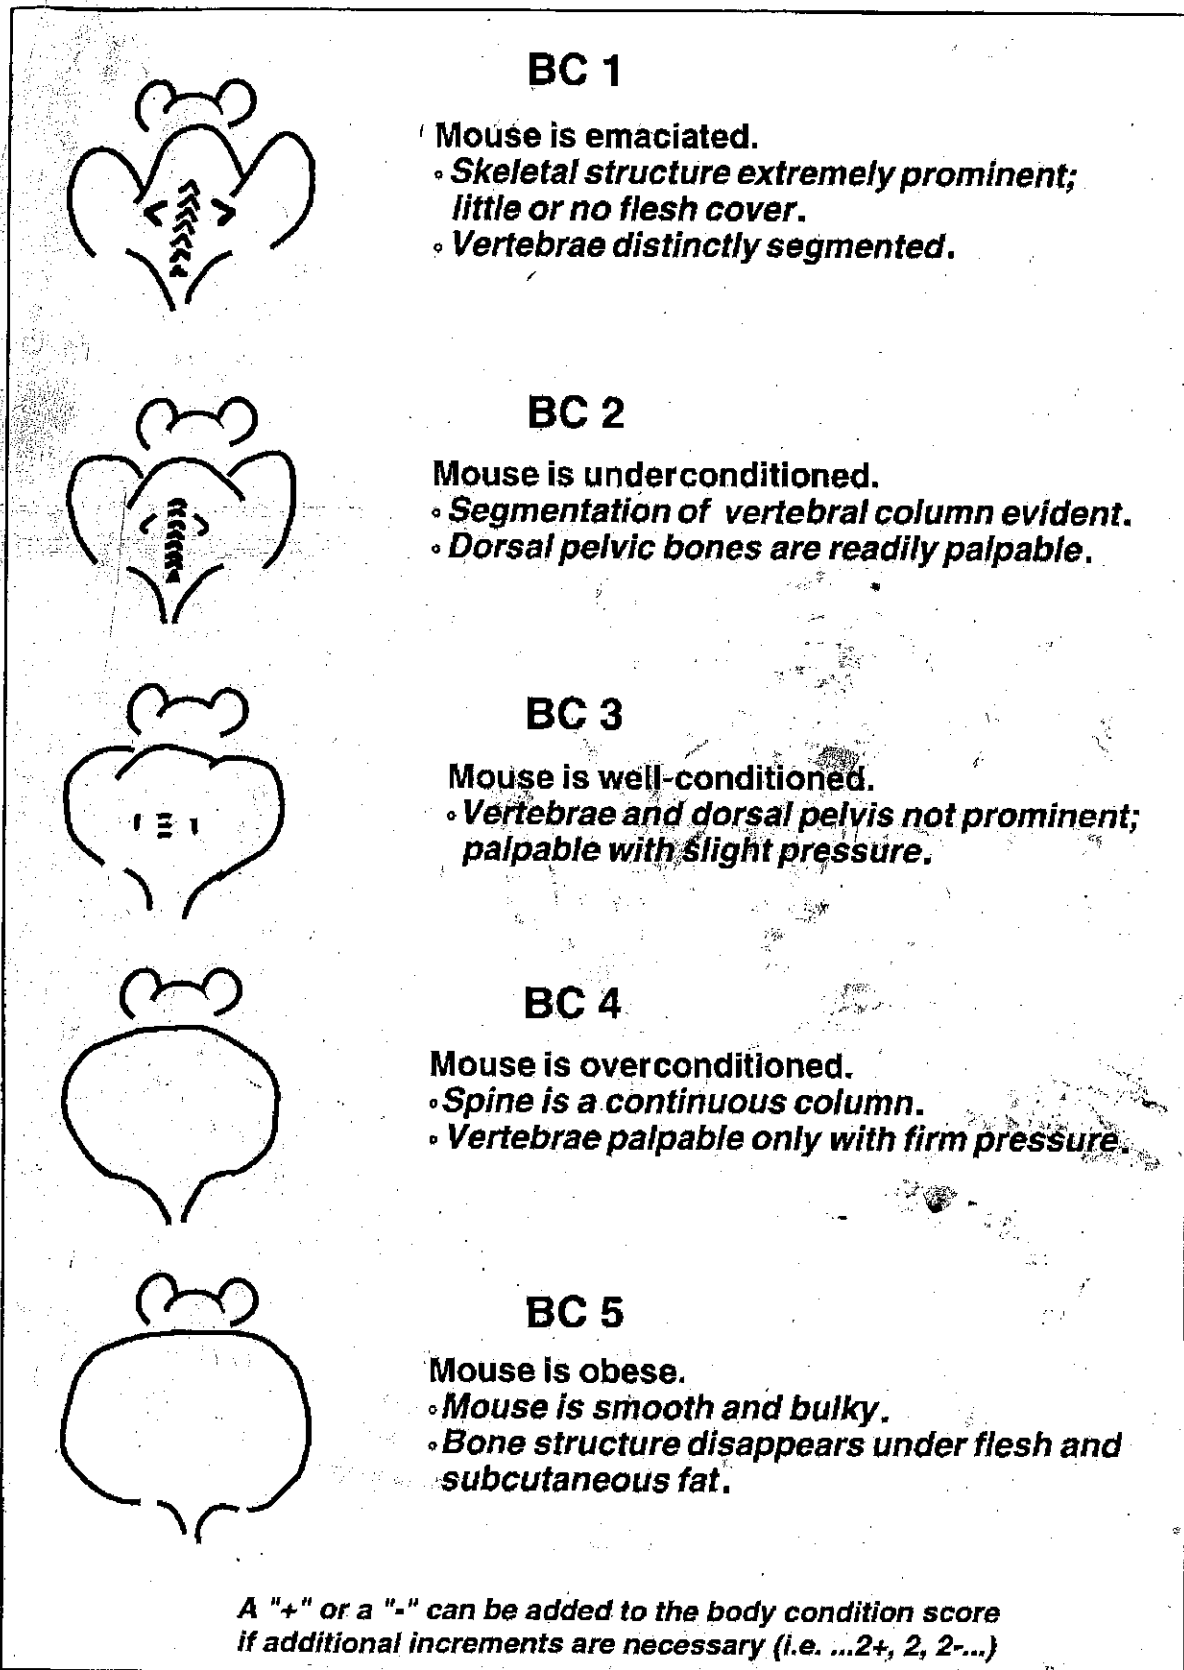 BC 1
Mouse is emaciated.
◦ Skeletal structure extremely prominent;
little or no flesh cover.
◦ Vertebrae distinctly segmented.
BC 2
Mouse is underconditioned.
◦ Segmentation of vertebral column evident.
◦ Dorsal pelvic bones are readily palpable.
BC 3
Mouse is well-conditioned.
◦ Vertebrae and dorsal pelvis not prominent;
palpable with slight pressure.
BC 4
Mouse is overconditioned.
◦ Spine is a continuous column.
◦ Vertebrae palpable only with firm pressure.
BC 5
Mouse is obese.
◦ Mouse is smooth and bulky.
◦ Bone structure disappears under flesh and
subcutaneous fat.
A "+" or a "-" can be added to the body condition score
if additional increments are necessary (i.e. ...2+, 2, 2-...)